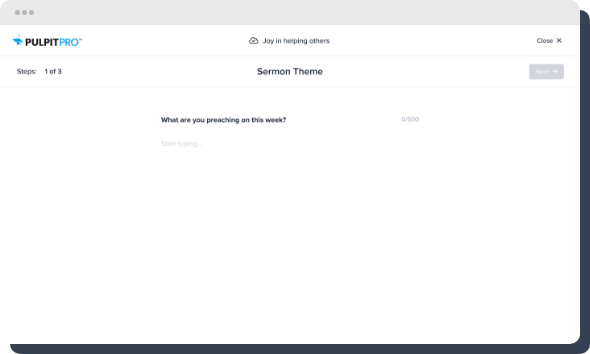 PULPITPRO™
Joy in helping others
Close ×
Steps: 1 of 3
Sermon Theme
Next →
What are you preaching on this week?
0/500
Start typing...